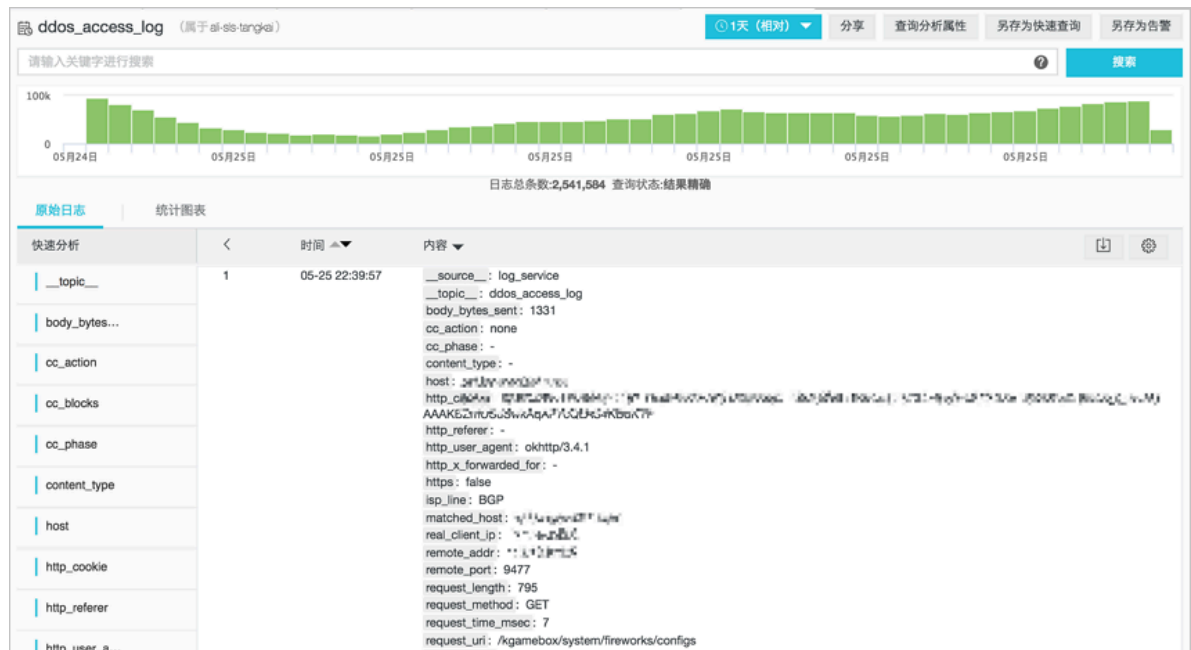 ddos_access_log （属于ali-sls-tangkai）
1天（相对） 分享 查询分析属性 另存为快速查询 另存为告警
请输入关键字进行搜索 搜索
100k
0
05月24日 05月25日 05月25日 05月25日 05月25日 05月25日 05月25日
日志总条数:2,541,584 查询状态:结果精确
原始日志 统计图表
快速分析 < 时间 内容
__topic__
body_bytes...
cc_action
cc_blocks
cc_phase
content_type
host
http_cookie
http_referer
http_user_a...
1 05-25 22:39:57
__source__: log_service
__topic__: ddos_access_log
body_bytes_sent: 1331
cc_action: none
cc_phase: -
content_type: -
host:
http_referer: -
http_user_agent: okhttp/3.4.1
http_x_forwarded_for: -
https: false
isp_line: BGP
matched_host:
real_client_ip:
remote_addr:
remote_port: 9477
request_length: 795
request_method: GET
request_time_msec: 7
request_uri: /kgamebox/system/fireworks/configs